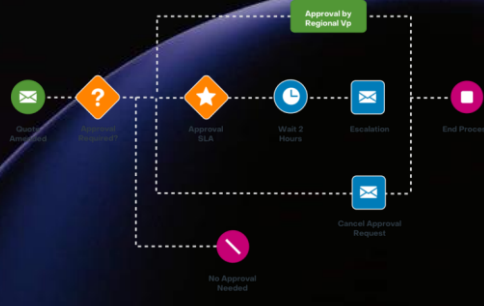 Approval by
Regional Vp
Quote
Amended
Approval
Required?
Approval
SLA
Wait 2
Hours
Escalation
End Process
Cancel Approval
Request
No Approval
Needed